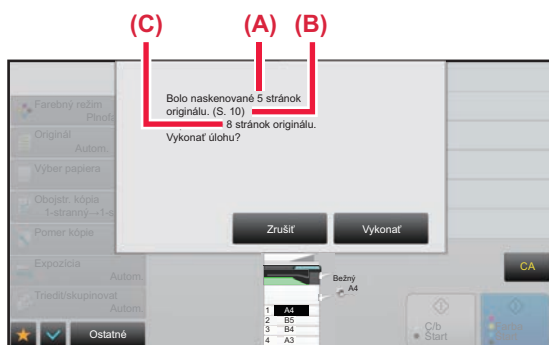 (C) (A) (B)
Bolo naskenované 5 stránok
originálu. (S. 10)
8 stránok originálu.
Vykonať úlohu?
Zrušiť Vykonať
Farebný režim
Originál
Autom.
Výber papiera
Obojstr. kópia
1-stranný→1-s
Pomer kópie
Expozícia
Autom.
Triediť/skupinovať
Autom.
Ostatné
Bežný
A4
1 A4
2 B5
3 B4
4 A3
CA
C/b
Start